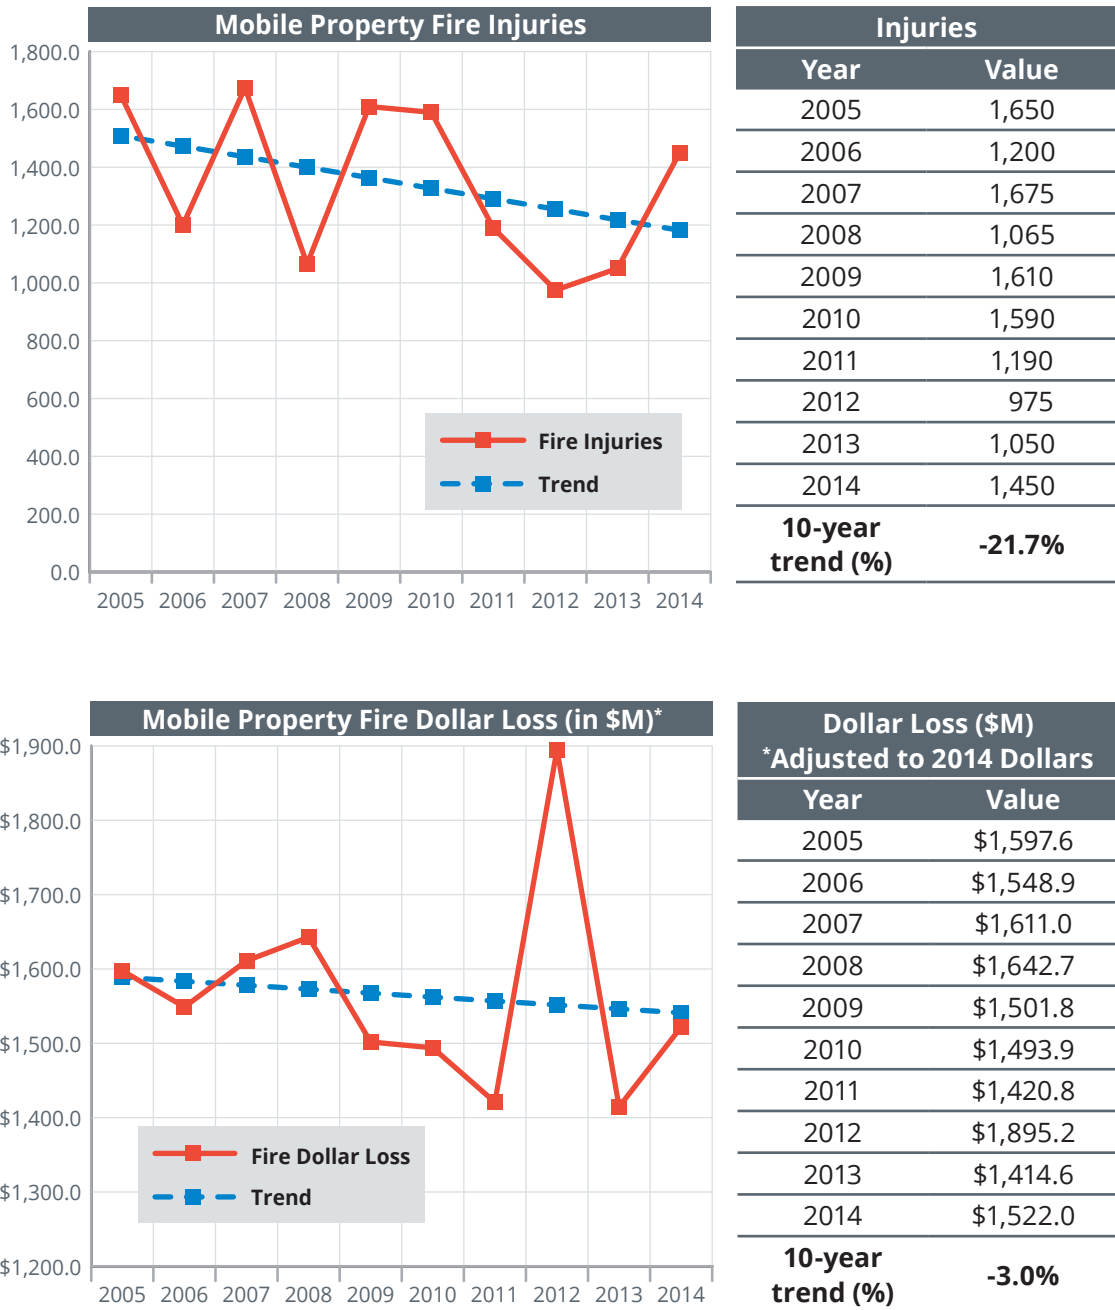 Mobile Property Fire Injuries
1,800.0
1,600.0
1,400.0
1,200.0
1,000.0
800.0
600.0
400.0
200.0
0.0
Fire Injuries
Trend
2005 2006 2007 2008 2009 2010 2011 2012 2013 2014
Injuries
Year Value
2005 1,650
2006 1,200
2007 1,675
2008 1,065
2009 1,610
2010 1,590
2011 1,190
2012 975
2013 1,050
2014 1,450
10-year
trend (%) -21.7%
Mobile Property Fire Dollar Loss (in $M)*
$1,900.0
$1,800.0
$1,700.0
$1,600.0
$1,500.0
$1,400.0
$1,300.0
$1,200.0
Fire Dollar Loss
Trend
2005 2006 2007 2008 2009 2010 2011 2012 2013 2014
Dollar Loss ($M)
*Adjusted to 2014 Dollars
Year Value
2005 $1,597.6
2006 $1,548.9
2007 $1,611.0
2008 $1,642.7
2009 $1,501.8
2010 $1,493.9
2011 $1,420.8
2012 $1,895.2
2013 $1,414.6
2014 $1,522.0
10-year
trend (%) -3.0%